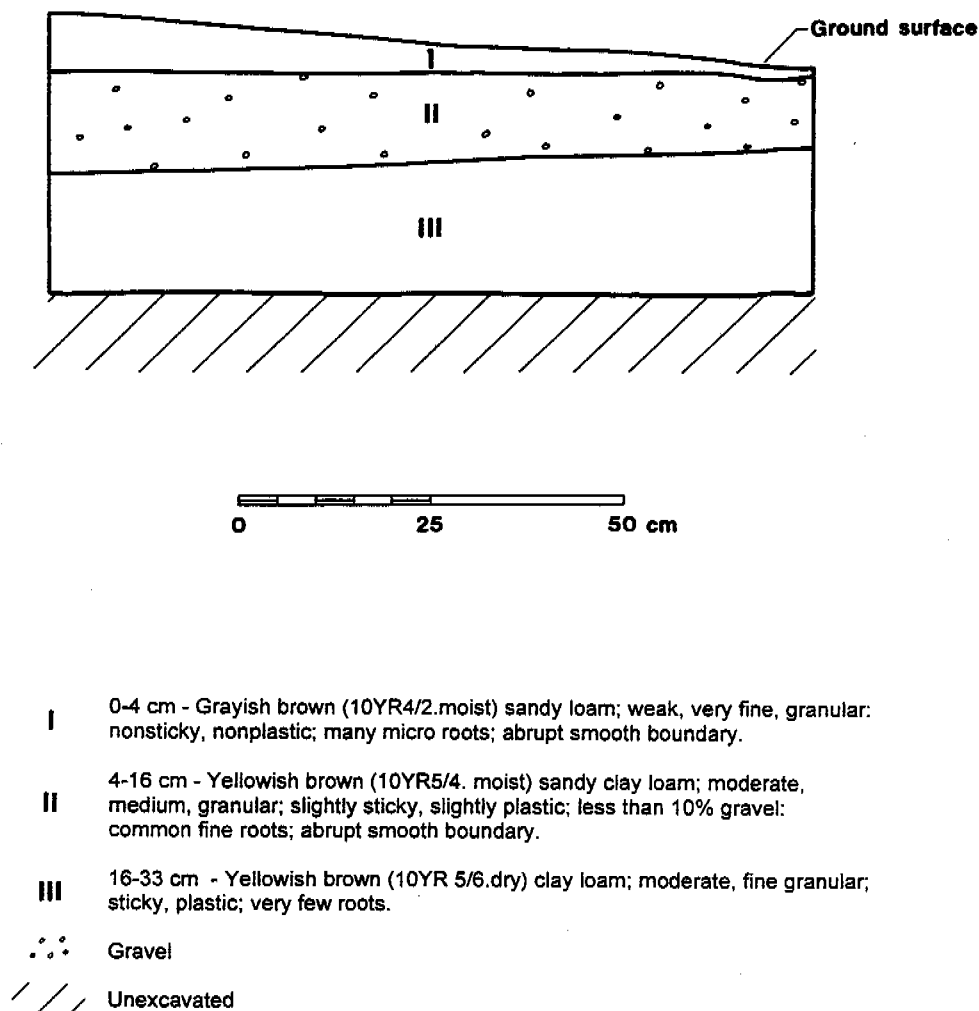 Ground surface
I
II
III
0 25 50 cm
I 0-4 cm - Grayish brown (10YR4/2.moist) sandy loam; weak, very fine, granular:
nonsticky, nonplastic; many micro roots; abrupt smooth boundary.
II 4-16 cm - Yellowish brown (10YR5/4. moist) sandy clay loam; moderate,
medium, granular; slightly sticky, slightly plastic; less than 10% gravel:
common fine roots; abrupt smooth boundary.
III 16-33 cm - Yellowish brown (10YR 5/6.dry) clay loam; moderate, fine granular;
sticky, plastic; very few roots.
Gravel
Unexcavated